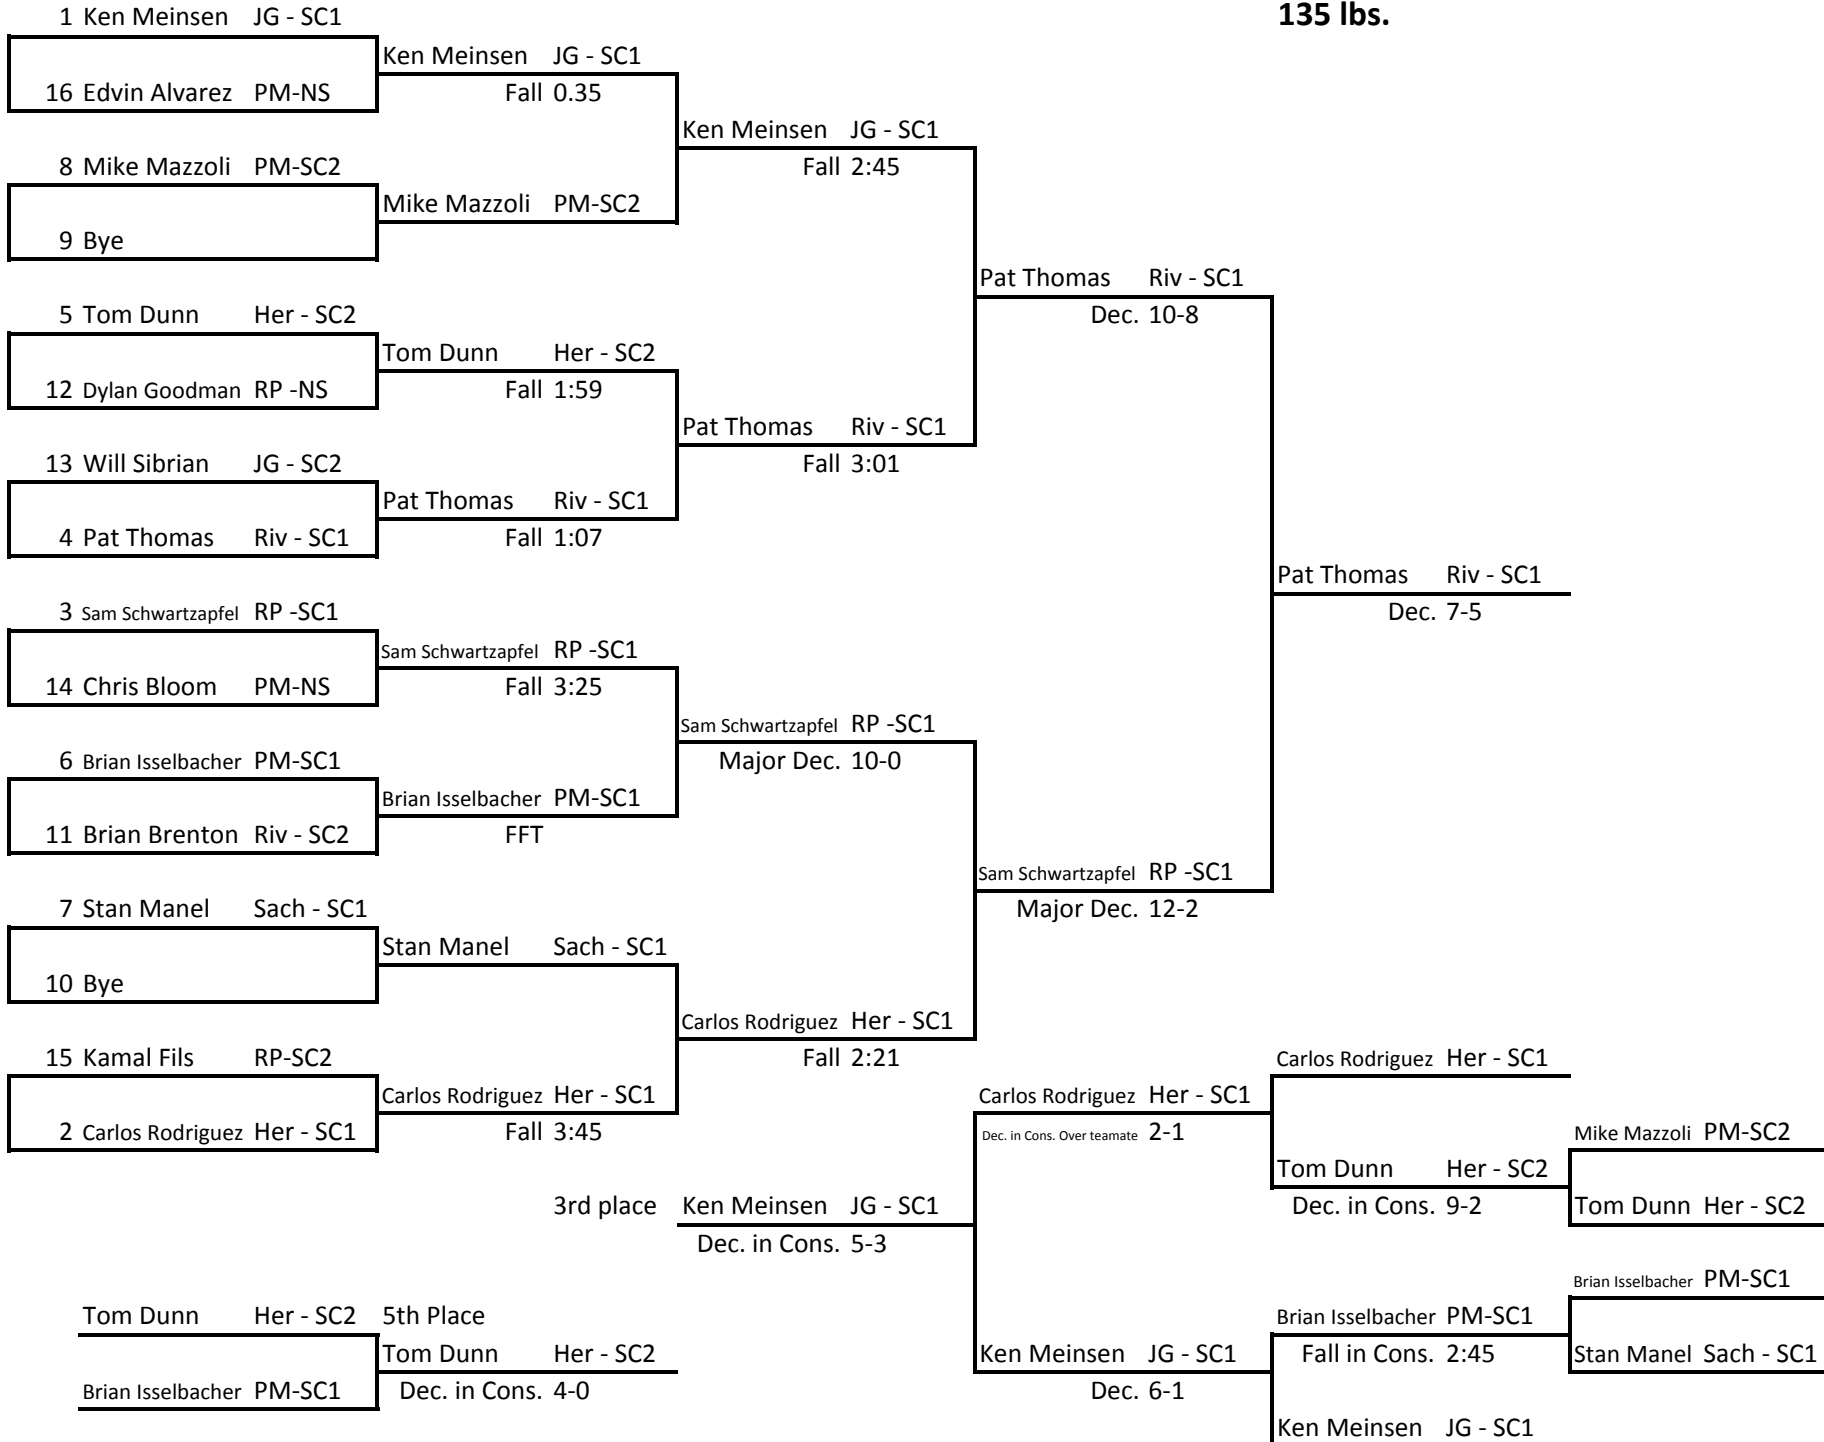 1 Ken Meinsen JG - SC1 135 lbs.
Ken Meinsen JG - SC1
16 Edvin Alvarez PM-NS Fall 0.35
Ken Meinsen JG - SC1
8 Mike Mazzoli PM-SC2 Fall 2:45
Mike Mazzoli PM-SC2
9 Bye
Pat Thomas Riv - SC1
5 Tom Dunn Her - SC2 Dec. 10-8
Tom Dunn Her - SC2
12 Dylan Goodman RP -NS Fall 1:59
Pat Thomas Riv - SC1
13 Will Sibrian JG - SC2 Fall 3:01
Pat Thomas Riv - SC1
4 Pat Thomas Riv - SC1 Fall 1:07
Pat Thomas Riv - SC1
3 Sam Schwartzapfel RP -SC1 Dec. 7-5
Sam Schwartzapfel RP -SC1
14 Chris Bloom PM-NS Fall 3:25
Sam Schwartzapfel RP -SC1
6 Brian Isselbacher PM-SC1 Major Dec. 10-0
Brian Isselbacher PM-SC1
11 Brian Brenton Riv - SC2 FFT
Sam Schwartzapfel RP -SC1
7 Stan Manel Sach - SC1 Major Dec. 12-2
Stan Manel Sach - SC1
10 Bye
Carlos Rodriguez Her - SC1
15 Kamal Fils RP-SC2 Fall 2:21 Carlos Rodriguez Her - SC1
Carlos Rodriguez Her - SC1 Carlos Rodriguez Her - SC1
2 Carlos Rodriguez Her - SC1 Fall 3:45 Dec. in Cons. Over teamate 2-1 Mike Mazzoli PM-SC2
Tom Dunn Her - SC2
3rd place Ken Meinsen JG - SC1 Dec. in Cons. 9-2 Tom Dunn Her - SC2
Dec. in Cons. 5-3
Brian Isselbacher PM-SC1
Tom Dunn Her - SC2 5th Place Brian Isselbacher PM-SC1
Tom Dunn Her - SC2 Ken Meinsen JG - SC1 Fall in Cons. 2:45 Stan Manel Sach - SC1
Brian Isselbacher PM-SC1 Dec. in Cons. 4-0 Dec. 6-1
Ken Meinsen JG - SC1